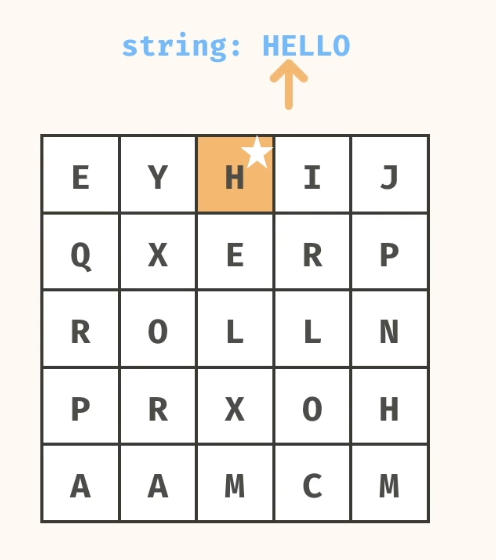 string: HELLO
E Y H I J
Q X E R P
R O L L N
P R X O H
A A M C M